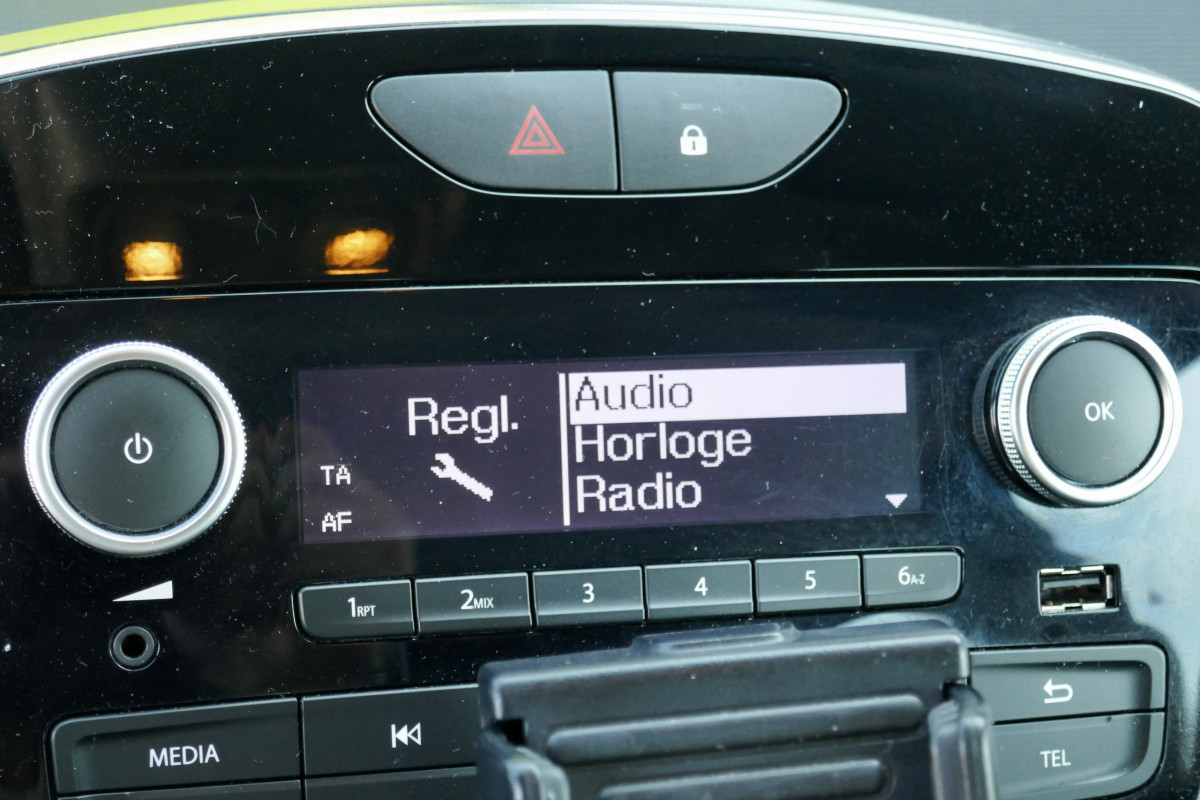 Regl.
TA
AF
Audio
Horloge
Radio
OK
1RPT
2MIX
3
4
5
6A-Z
MEDIA
TEL